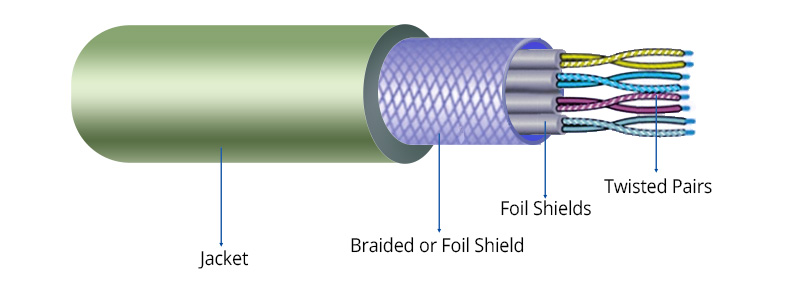 Twisted Pairs
Foil Shields
Braided or Foil Shield
Jacket